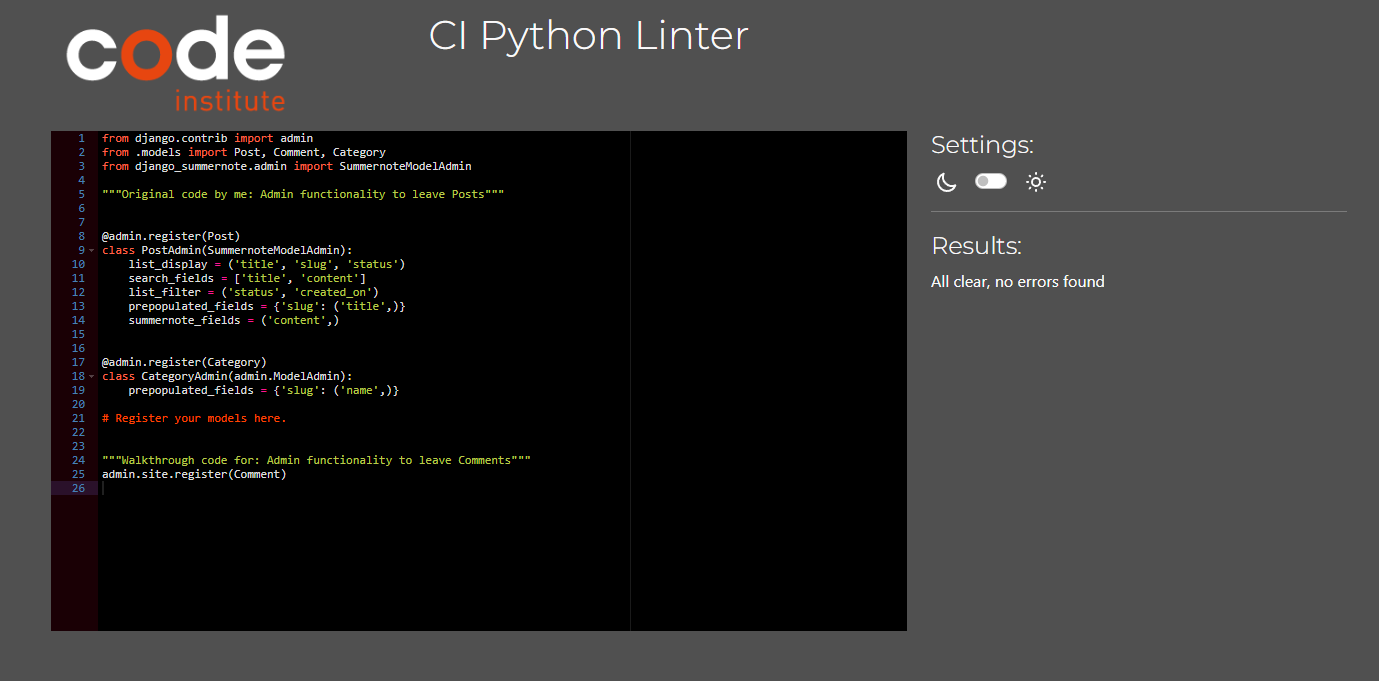 code
institute
CI Python Linter
1 from django.contrib import admin
2 from .models import Post, Comment, Category
3 from django_summernote.admin import SummernoteModelAdmin
4
5 """Original code by me: Admin functionality to leave Posts"""
6
7
8 @admin.register(Post)
9 class PostAdmin(SummernoteModelAdmin):
10     list_display = ('title', 'slug', 'status')
11     search_fields = ['title', 'content']
12     list_filter = ('status', 'created_on')
13     prepopulated_fields = {'slug': ('title',)}
14     summernote_fields = ('content',)
15
16
17 @admin.register(Category)
18 class CategoryAdmin(admin.ModelAdmin):
19     prepopulated_fields = {'slug': ('name',)}
20
21 # Register your models here.
22
23
24 """Walkthrough code for: Admin functionality to leave Comments"""
25 admin.site.register(Comment)
26
Settings:
Results:
All clear, no errors found